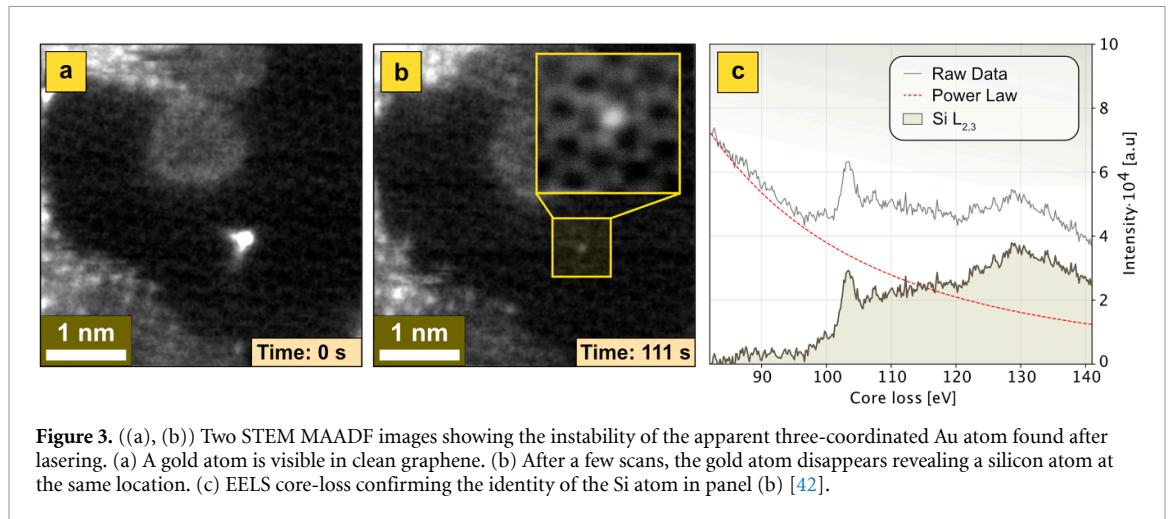 a
1 nm
Time: 0 s
b
1 nm
Time: 111 s
c
Raw Data
Power Law
Si L2,3
10
8
6
4
2
0
Intensity·10⁴ [a.u]
90 100 110 120 130 140
Core loss [eV]
Figure 3. ((a), (b)) Two STEM MAADF images showing the instability of the apparent three-coordinated Au atom found after
lasering. (a) A gold atom is visible in clean graphene. (b) After a few scans, the gold atom disappears revealing a silicon atom at
the same location. (c) EELS core-loss confirming the identity of the Si atom in panel (b) [42].